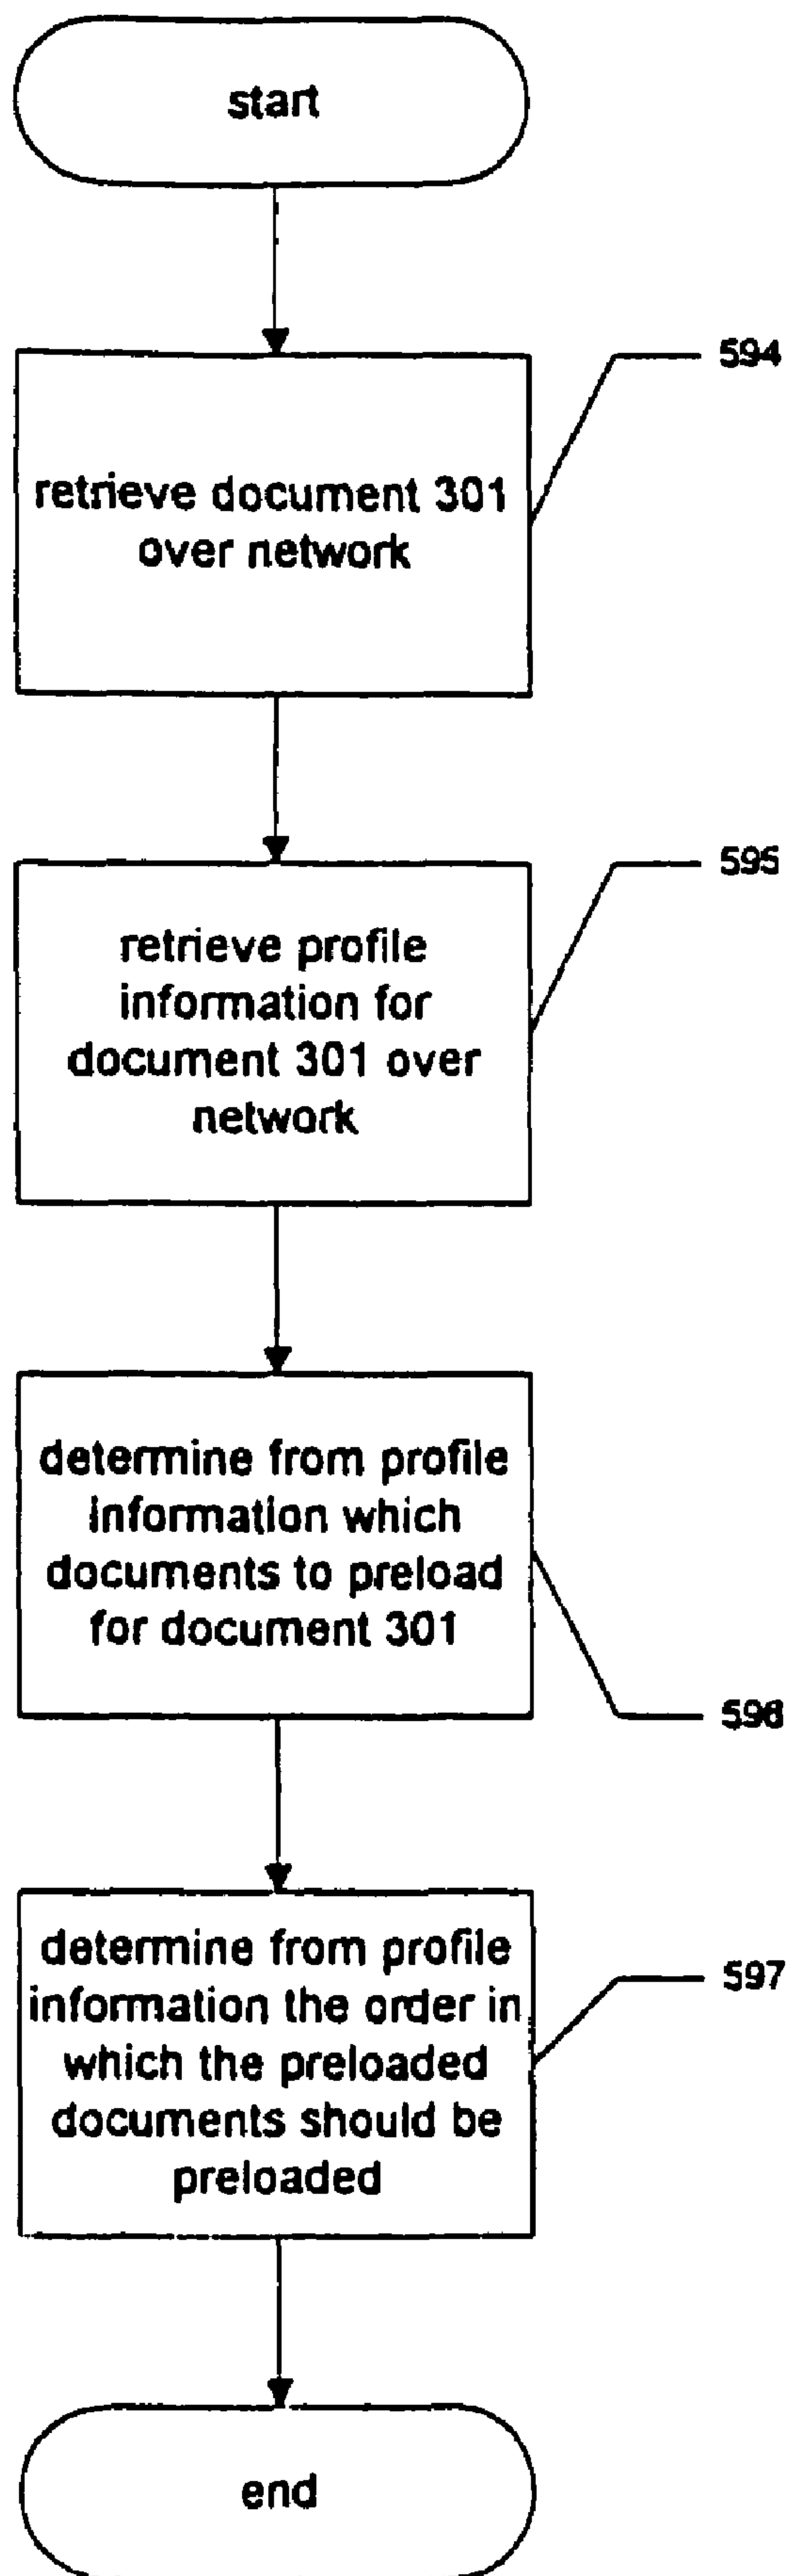 start
594
retrieve document 301
over network
595
retrieve profile
information for
document 301 over
network
determine from profile
information which
documents to preload
for document 301
596
determine from profile
information the order in
which the preloaded
documents should be
preloaded
597
end